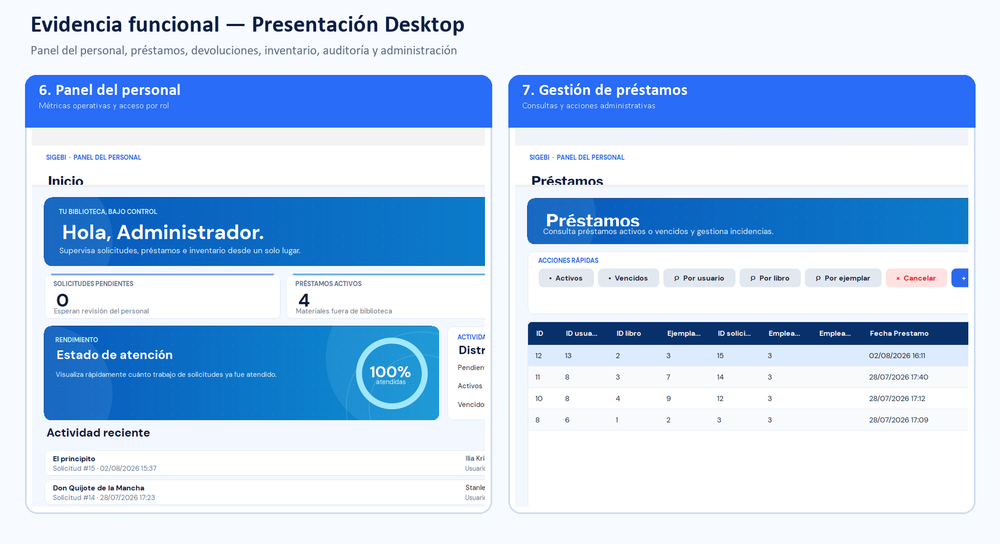 Evidencia funcional — Presentación Desktop
Panel del personal, préstamos, devoluciones, inventario, auditoría y administración
6. Panel del personal
Métricas operativas y acceso por rol
SIGEBI · PANEL DEL PERSONAL
Inicio
TU BIBLIOTECA, BAJO CONTROL
Hola, Administrador.
Supervisa solicitudes, préstamos e inventario desde un solo lugar.
SOLICITUDES PENDIENTES
0
Esperan revisión del personal
PRÉSTAMOS ACTIVOS
4
Materiales fuera de biblioteca
RENDIMIENTO
Estado de atención
Visualiza rápidamente cuánto trabajo de solicitudes ya fue atendido.
100%
atendidas
ACTIVIDA
Distr
Pendien
Activos
Vencidos
Actividad reciente
El principito
Solicitud #15 · 02/08/2026 15:37
Ilia Kri
Usuario
Don Quijote de la Mancha
Solicitud #14 · 28/07/2026 17:23
Stanle
Usuario
7. Gestión de préstamos
Consultas y acciones administrativas
SIGEBI · PANEL DEL PERSONAL
Préstamos
Préstamos
Consulta préstamos activos o vencidos y gestiona incidencias.
ACCIONES RÁPIDAS
• Activos • Vencidos Por usuario Por libro Por ejemplar × Cancelar +
ID ID usua... ID libro Ejempla... ID solici... Emplea... Emplea... Fecha Prestamo
12 13 2 3 15 3 02/08/2026 16:11
11 8 3 7 14 3 28/07/2026 17:40
10 8 4 9 12 3 28/07/2026 17:12
8 6 1 2 3 3 28/07/2026 17:09